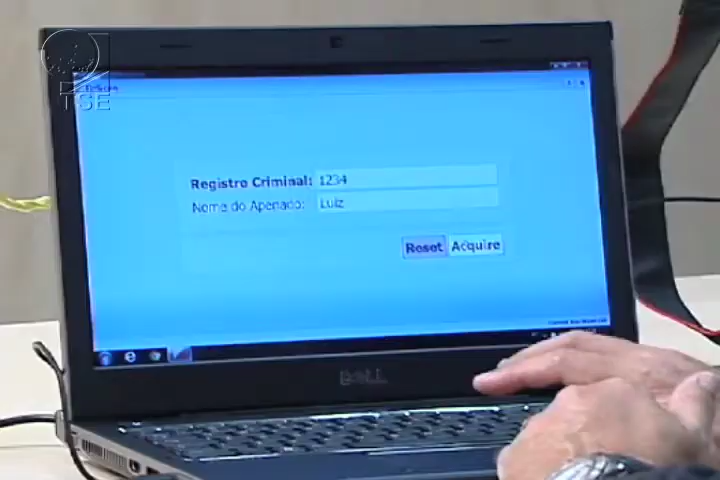 TSE
Registro Criminal: 1234
Nome do Apenado: Luiz
Reset Acquire
DELL